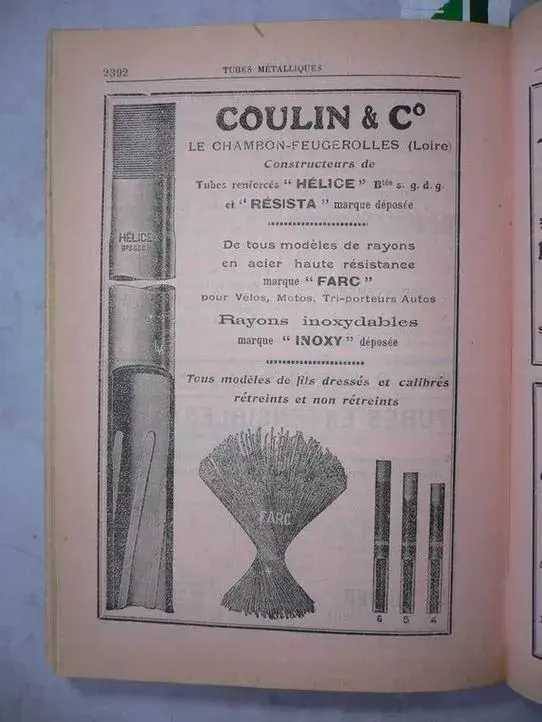 2392
TUBES MÉTALLIQUES
COULIN & Cº
LE CHAMBON-FEUGEROLLES (Loire)
Constructeurs de
Tubes renforcés “ HÉLICE ” Btés s. g. d. g.
et “ RÉSISTA ” marque déposée
De tous modèles de rayons
en acier haute résistance
marque “ FARC ”
pour Vélos, Motos, Tri-porteurs Autos
Rayons inoxydables
marque “ INOXY ” déposée
Tous modèles de fils dressés et calibrés
rétreints et non rétreints
HÉLICE
BTÉ S.G.D.G
FARC
6 5 4